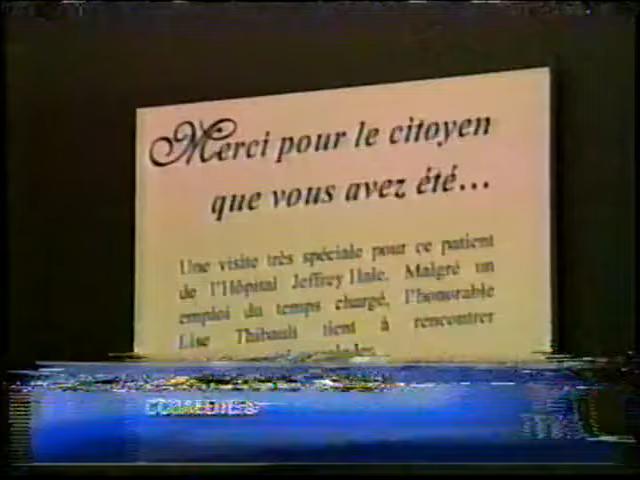 Merci pour le citoyen
que vous avez été...
Une visite très spéciale pour ce patient
de l'Hôpital Jeffrey Hale. Malgré un
emploi du temps chargé, l'honorable
Lise Thibault tient à rencontrer